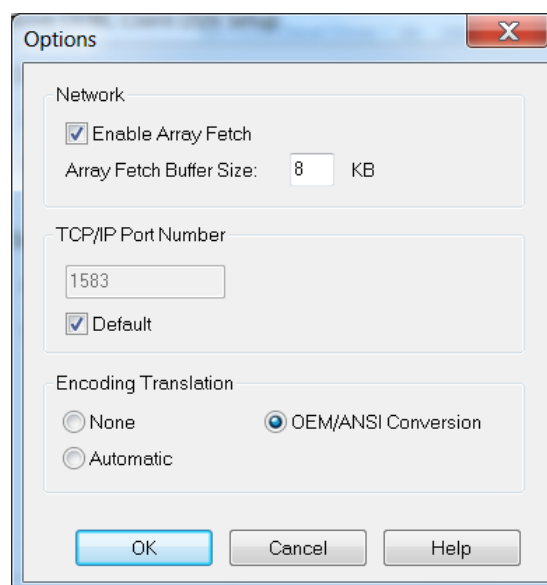 Options
Network
Enable Array Fetch
Array Fetch Buffer Size: 8 KB
TCP/IP Port Number
1583
Default
Encoding Translation
None OEM/ANSI Conversion
Automatic
OK Cancel Help